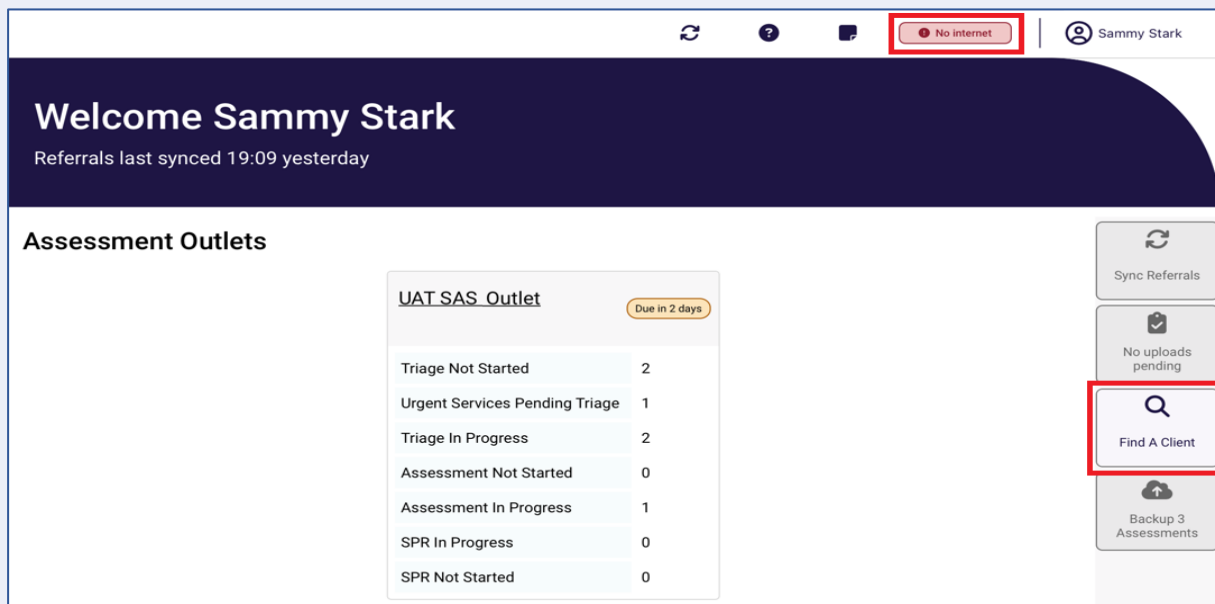 No internet
Sammy Stark
Welcome Sammy Stark
Referrals last synced 19:09 yesterday
Assessment Outlets
UAT SAS Outlet
Due in 2 days
Triage Not Started 2
Urgent Services Pending Triage 1
Triage In Progress 2
Assessment Not Started 0
Assessment In Progress 1
SPR In Progress 0
SPR Not Started 0
Sync Referrals
No uploads
pending
Find A Client
Backup 3
Assessments